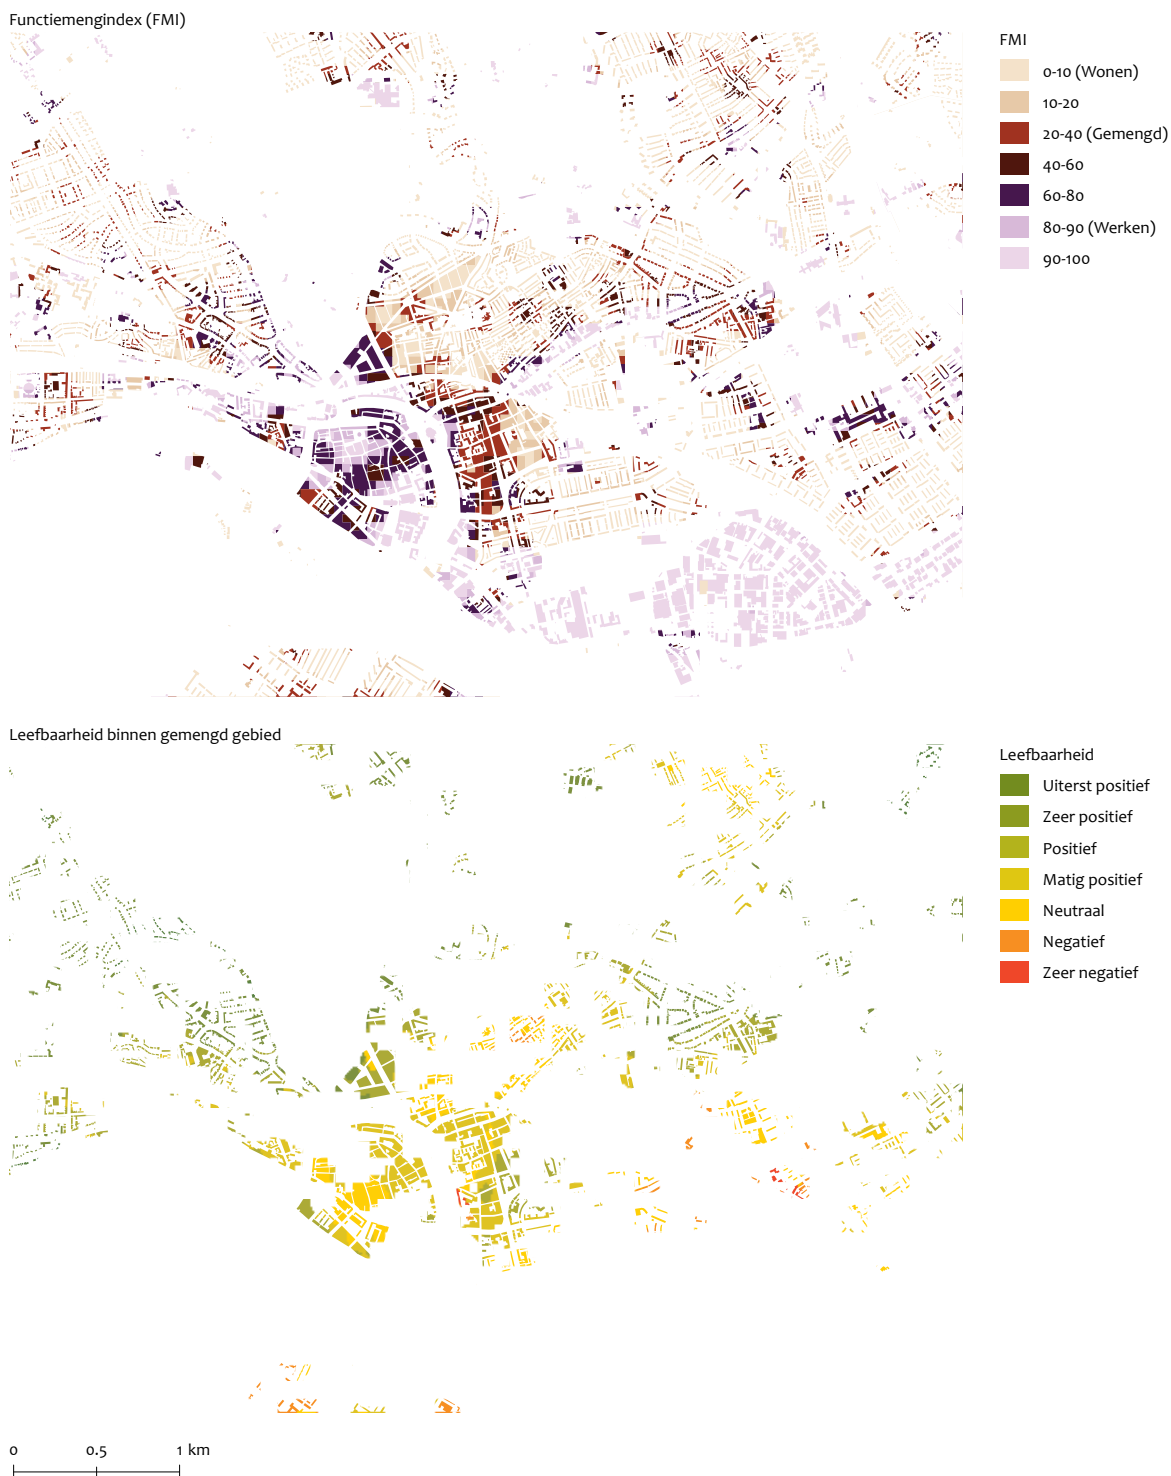 Functiemengindex (FMI)
FMI
0-10 (Wonen)
10-20
20-40 (Gemengd)
40-60
60-80
80-90 (Werken)
90-100
Leefbaarheid binnen gemengd gebied
Leefbaarheid
Uiterst positief
Zeer positief
Positief
Matig positief
Neutraal
Negatief
Zeer negatief
0 0.5 1 km